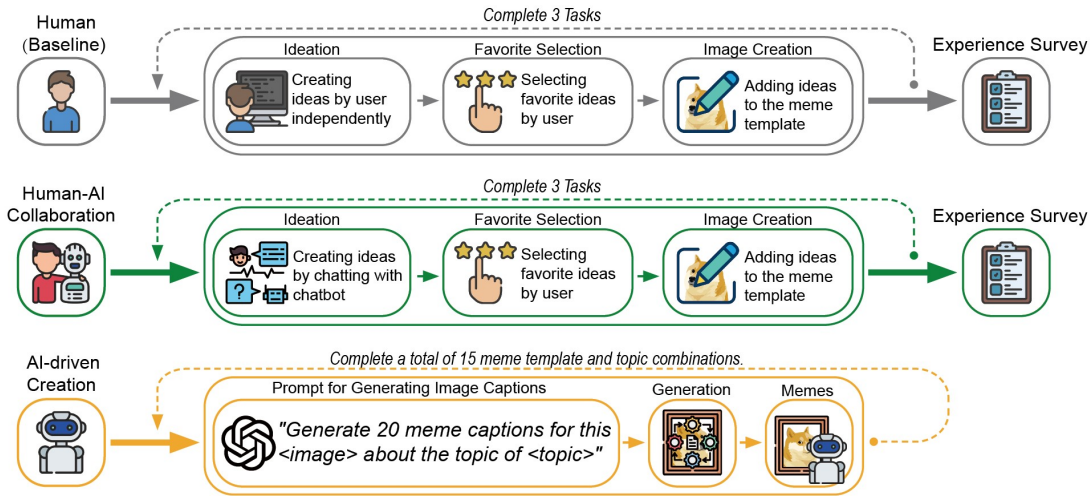 Complete 3 Tasks
Human
(Baseline)
Ideation
Creating
ideas by user
independently
Favorite Selection
Selecting
favorite ideas
by user
Image Creation
Adding ideas
to the meme
template
Experience Survey
Complete 3 Tasks
Human-AI
Collaboration
Ideation
Creating ideas
by chatting with
chatbot
?
Favorite Selection
Selecting
favorite ideas
by user
Image Creation
Adding ideas
to the meme
template
Experience Survey
Complete a total of 15 meme template and topic combinations.
AI-driven
Creation
Prompt for Generating Image Captions
"Generate 20 meme captions for this
<image> about the topic of <topic>"
Generation
Memes